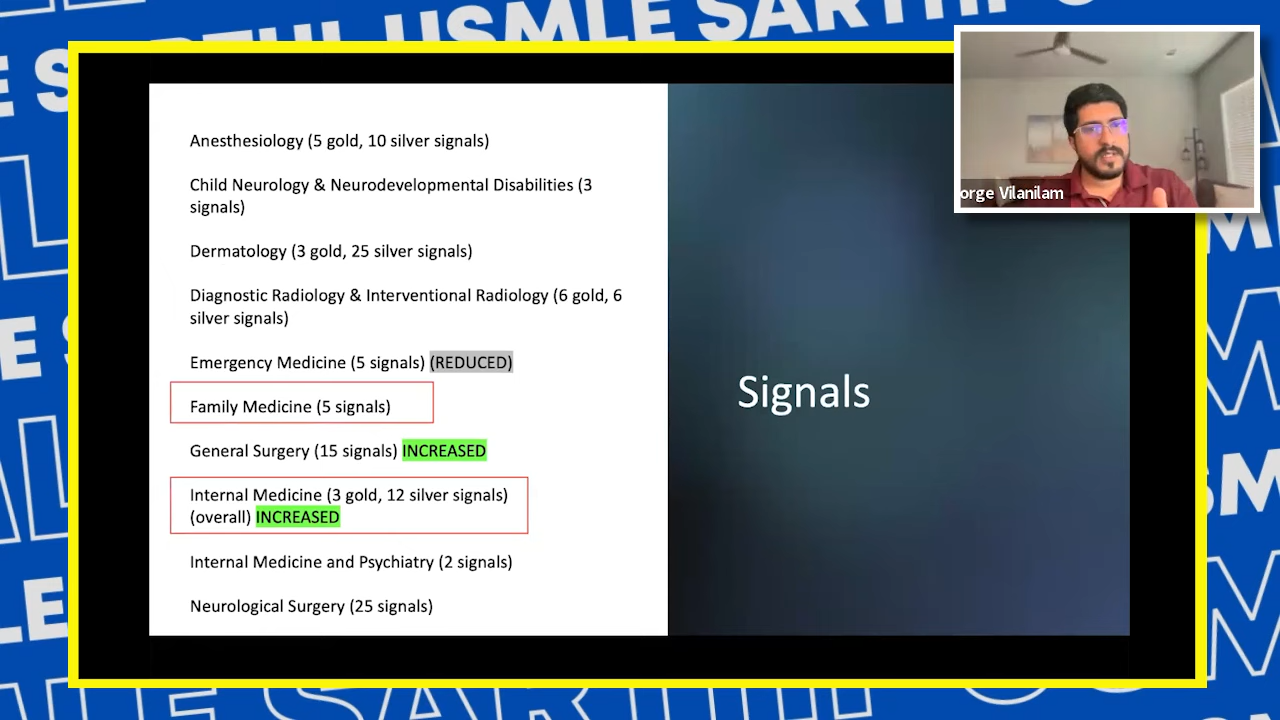 USMLE SARTHI
Anesthesiology (5 gold, 10 silver signals)
Child Neurology & Neurodevelopmental Disabilities (3
signals)
Dermatology (3 gold, 25 silver signals)
Diagnostic Radiology & Interventional Radiology (6 gold, 6
silver signals)
Emergency Medicine (5 signals) (REDUCED)
Family Medicine (5 signals)
General Surgery (15 signals) INCREASED
Internal Medicine (3 gold, 12 silver signals)
(overall) INCREASED
Internal Medicine and Psychiatry (2 signals)
Neurological Surgery (25 signals)
Signals
orge Vilanilam